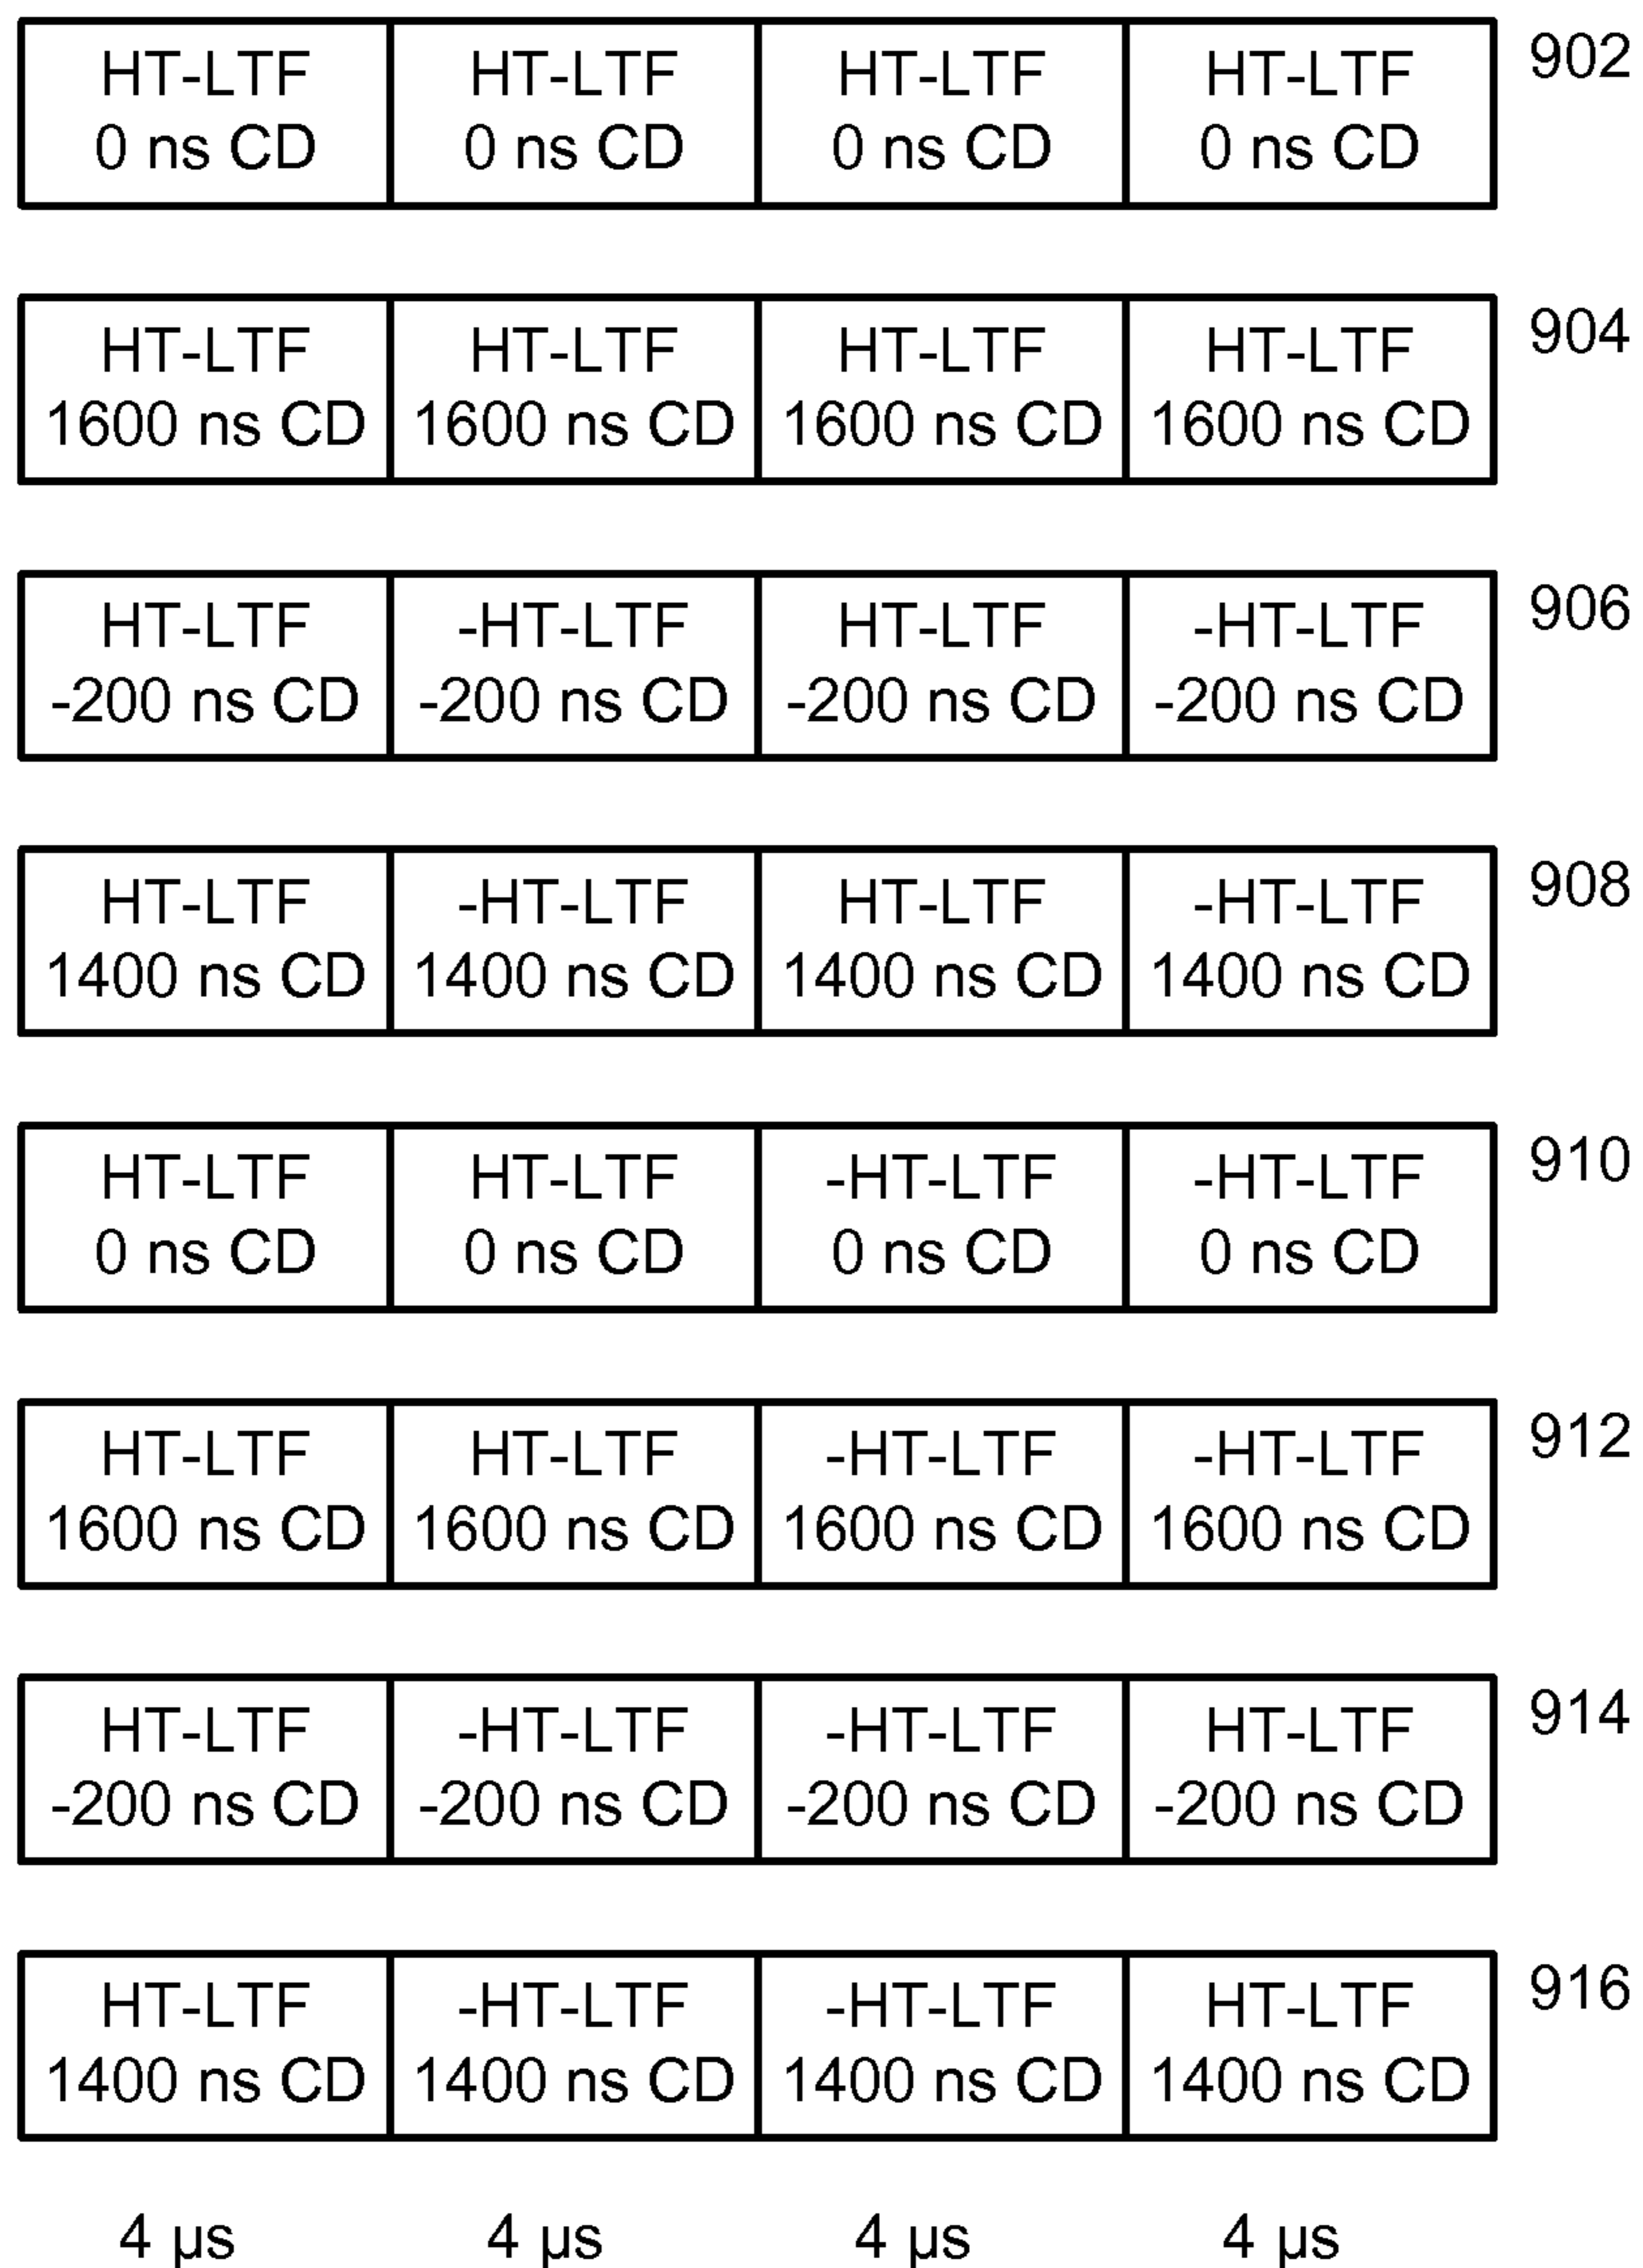 HT-LTF HT-LTF HT-LTF HT-LTF 902
0 ns CD 0 ns CD 0 ns CD 0 ns CD
HT-LTF HT-LTF HT-LTF HT-LTF 904
1600 ns CD 1600 ns CD 1600 ns CD 1600 ns CD
HT-LTF -HT-LTF HT-LTF -HT-LTF 906
-200 ns CD -200 ns CD -200 ns CD -200 ns CD
HT-LTF -HT-LTF HT-LTF -HT-LTF 908
1400 ns CD 1400 ns CD 1400 ns CD 1400 ns CD
HT-LTF HT-LTF -HT-LTF -HT-LTF 910
0 ns CD 0 ns CD 0 ns CD 0 ns CD
HT-LTF HT-LTF -HT-LTF -HT-LTF 912
1600 ns CD 1600 ns CD 1600 ns CD 1600 ns CD
HT-LTF -HT-LTF -HT-LTF HT-LTF 914
-200 ns CD -200 ns CD -200 ns CD -200 ns CD
HT-LTF -HT-LTF -HT-LTF HT-LTF 916
1400 ns CD 1400 ns CD 1400 ns CD 1400 ns CD
4 µs 4 µs 4 µs 4 µs